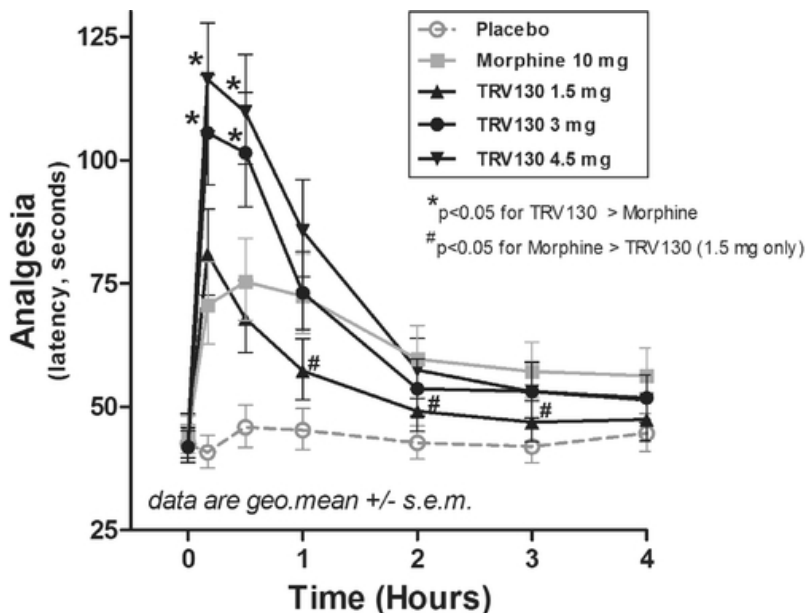 125
100
75
50
25
Analgesia
(latency, seconds)
Placebo
Morphine 10 mg
TRV130 1.5 mg
TRV130 3 mg
TRV130 4.5 mg
*p<0.05 for TRV130 > Morphine
#p<0.05 for Morphine > TRV130 (1.5 mg only)
*
*
*
*
#
#
#
data are geo.mean +/- s.e.m.
0 1 2 3 4
Time (Hours)